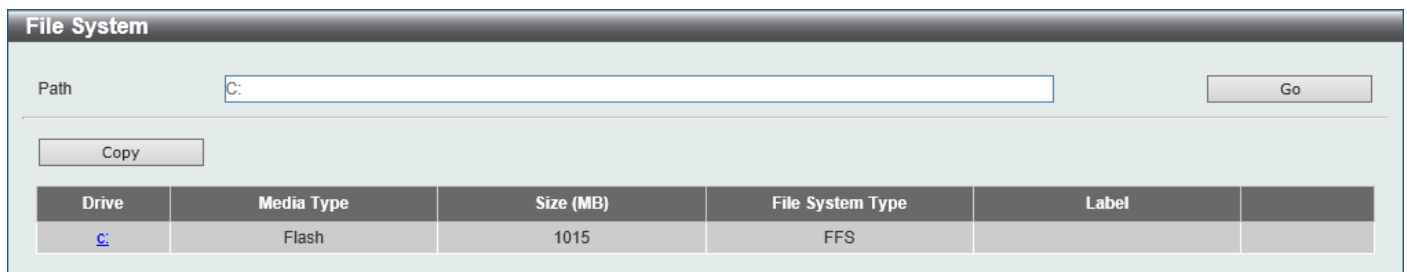 File System
Path C: Go
Copy
Drive Media Type Size (MB) File System Type Label
c: Flash 1015 FFS